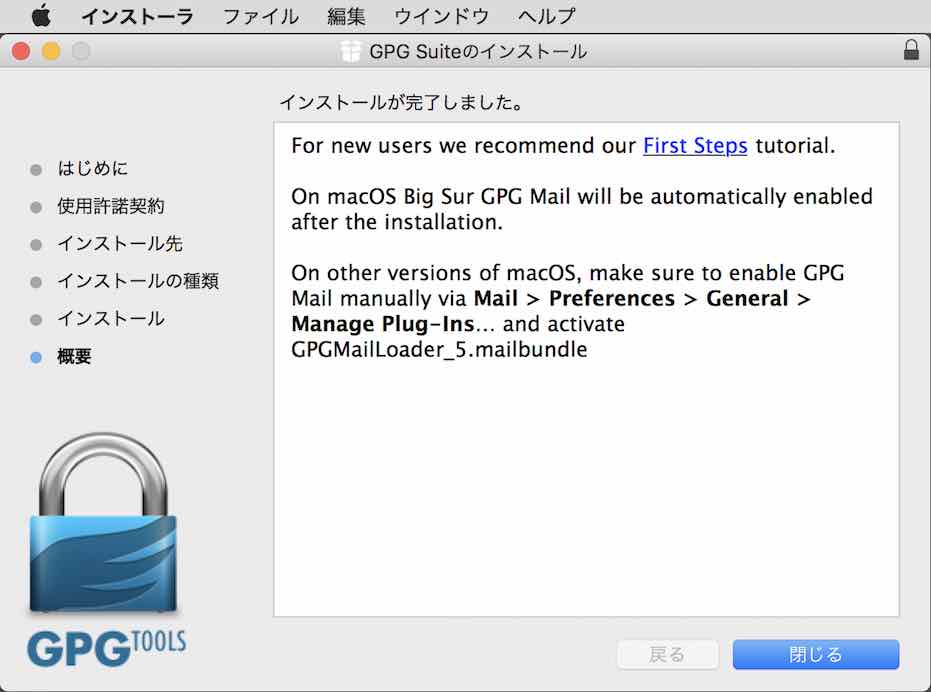 インストーラ ファイル 編集 ウインドウ ヘルプ
GPG Suiteのインストール
インストールが完了しました。
はじめに
使用許諾契約
インストール先
インストールの種類
インストール
概要
For new users we recommend our First Steps tutorial.
On macOS Big Sur GPG Mail will be automatically enabled
after the installation.
On other versions of macOS, make sure to enable GPG
Mail manually via Mail > Preferences > General >
Manage Plug-Ins... and activate
GPGMailLoader_5.mailbundle
GPGTOOLS
戻る 閉じる